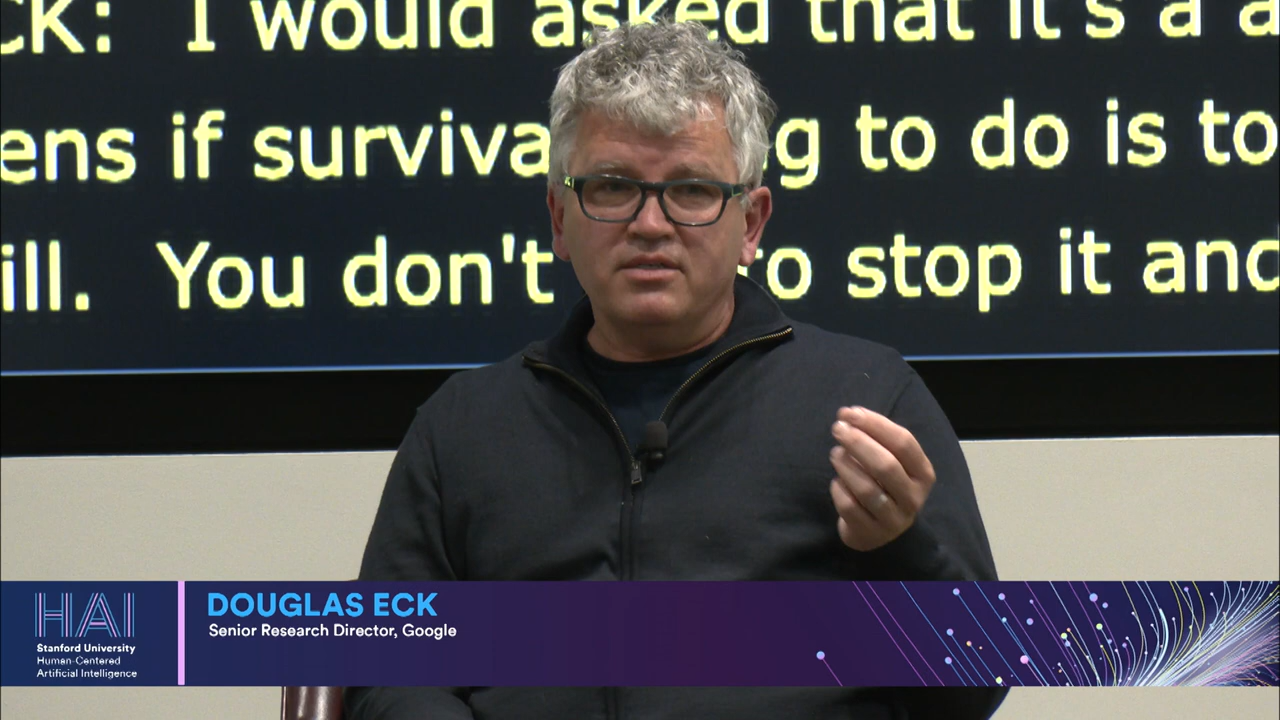 CK: I would asked that it's a a
ens if surviva g to do is to
ill. You don't to stop it and
HAI
Stanford University
Human-Centered
Artificial Intelligence
DOUGLAS ECK
Senior Research Director, Google